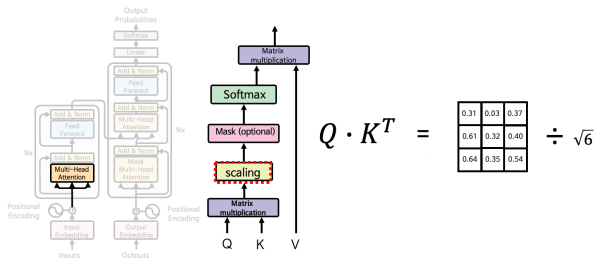 Output
Probabilities
Softmax
Linear
Add & Norm
Feed
Forward
Add & Norm
Multi-Head
Attention
Nx
Add & Norm
Mask
Multi-Head
Attention
Positional
Encoding
Output
Embedding
Outputs
Add & Norm
Feed
Forward
Nx
Add & Norm
Multi-Head
Attention
Positional
Encoding
Input
Embedding
Inputs
Matrix
multiplication
Softmax
Mask (optional)
scaling
Matrix
multiplication
Q K V
Q · Kᵀ = ÷ √6
0.31 0.03 0.37
0.61 0.32 0.40
0.64 0.35 0.54